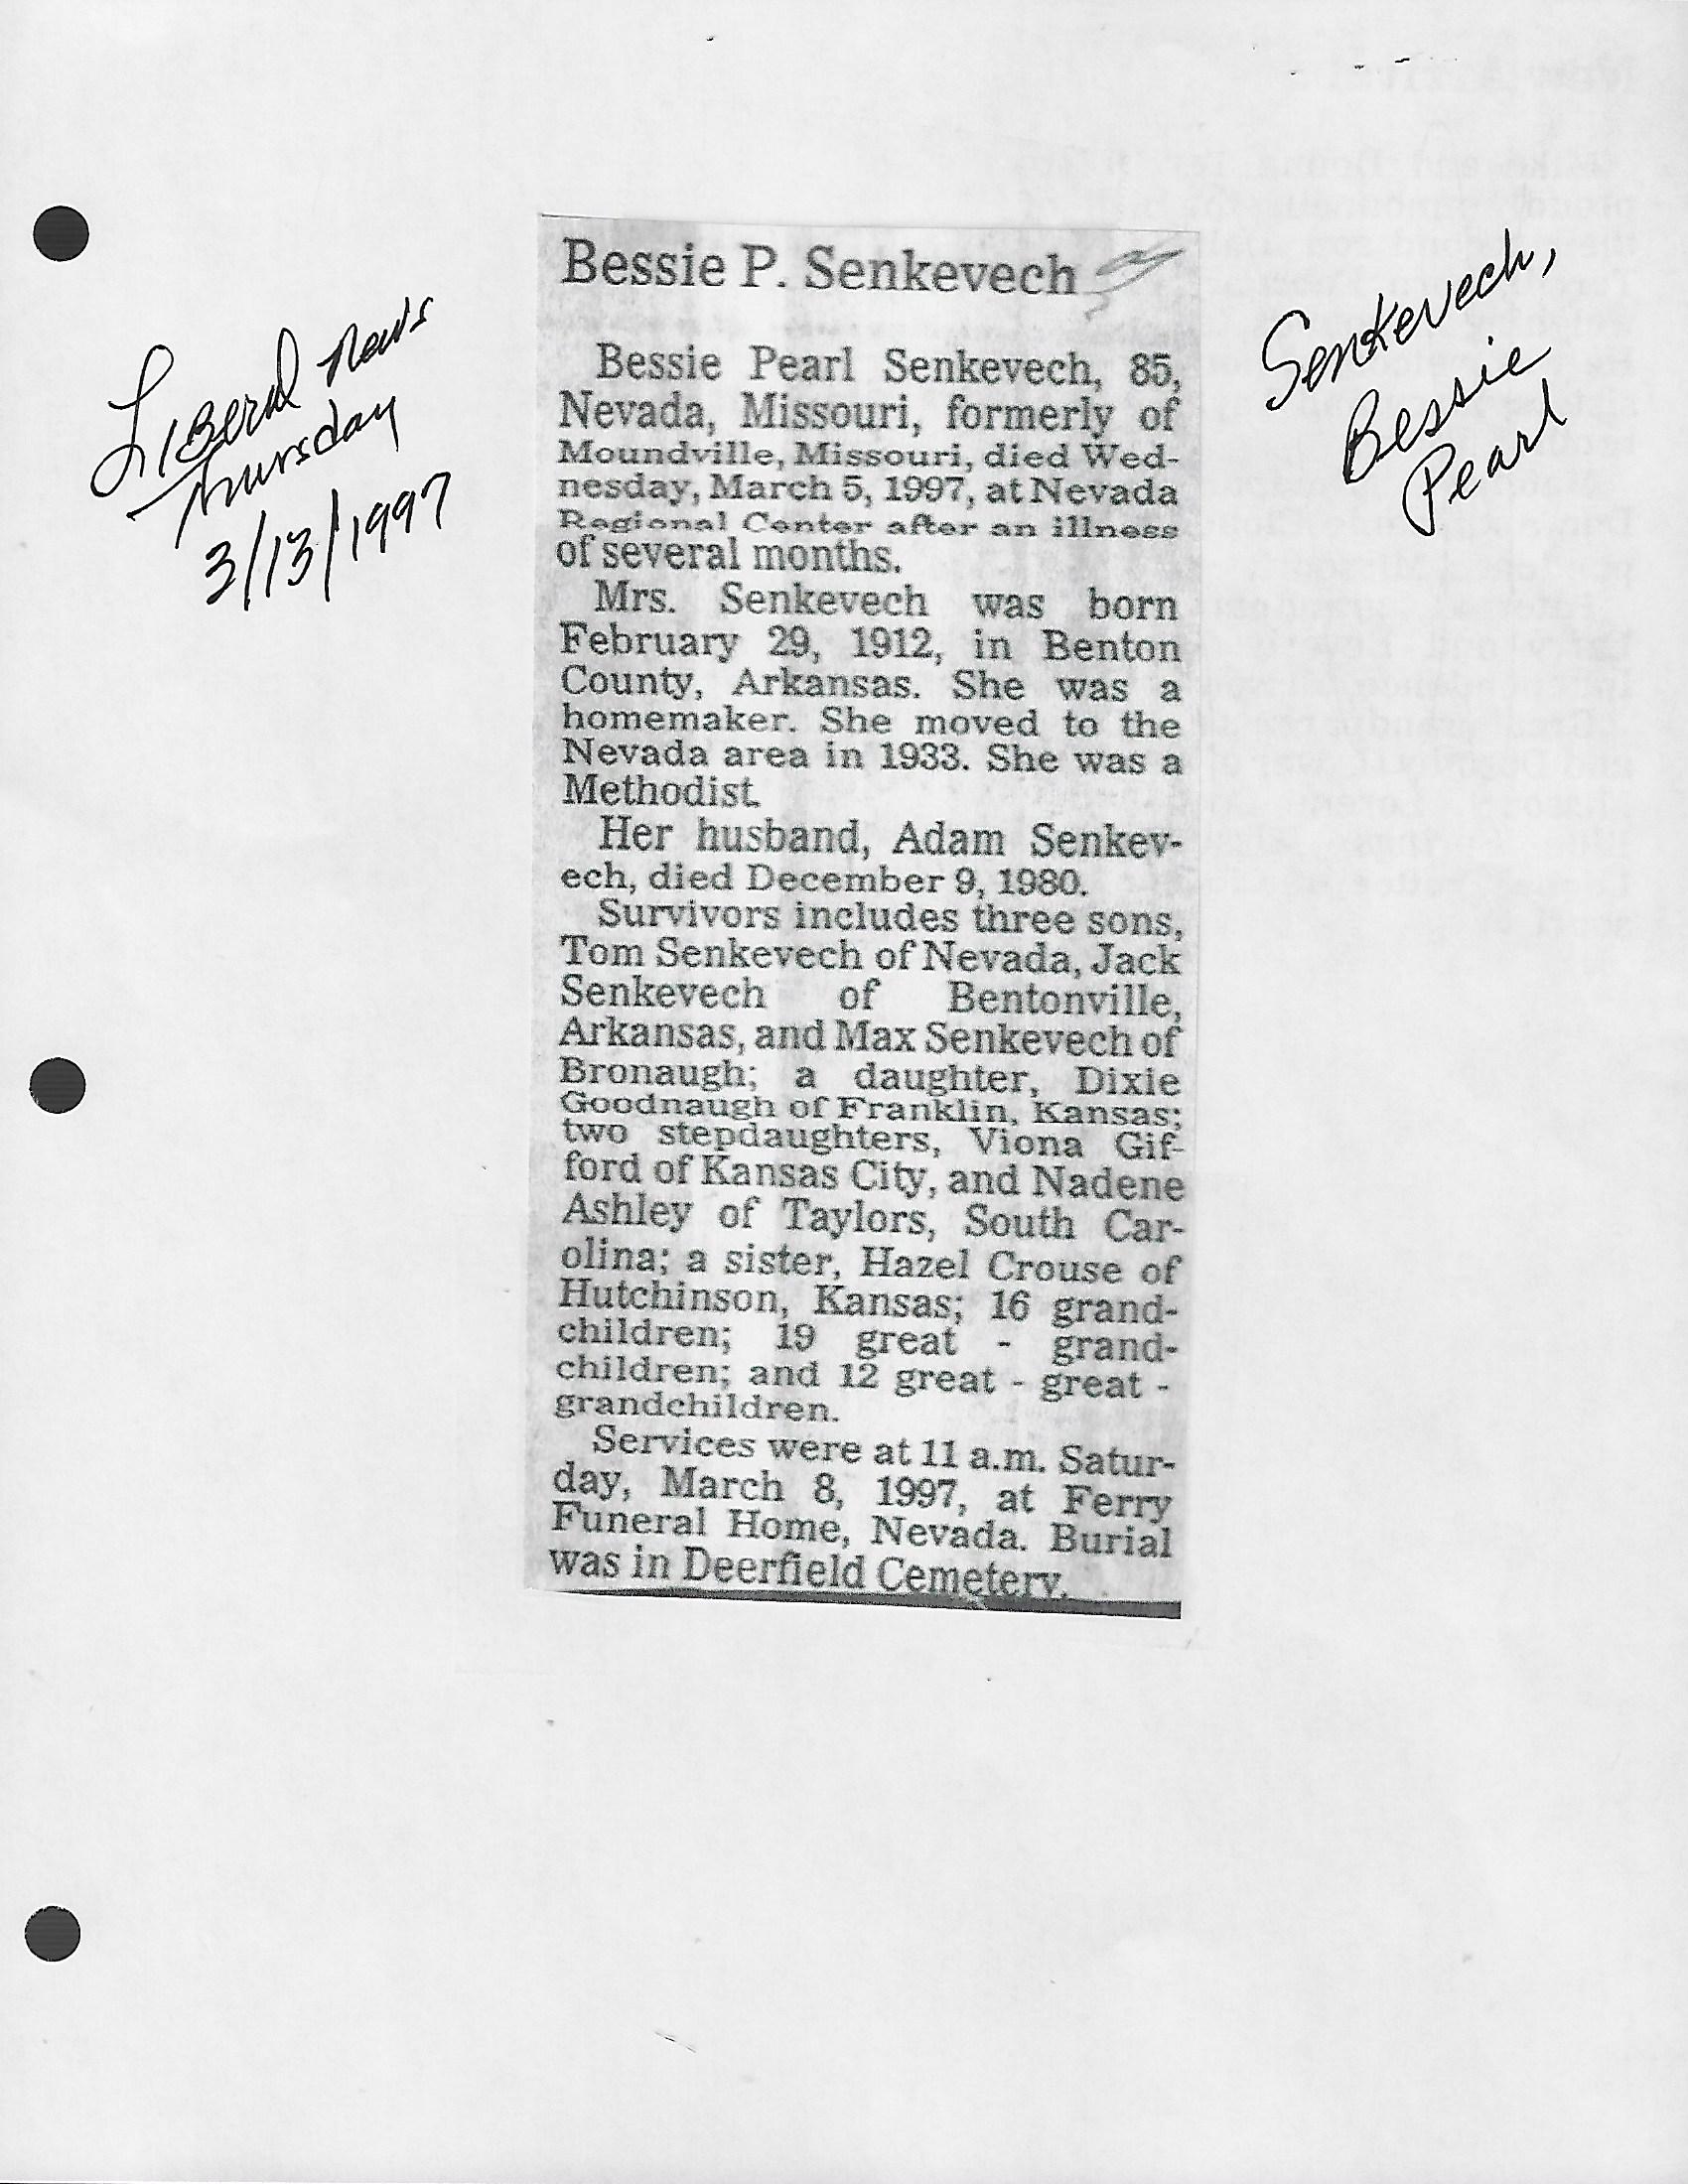 Liberal News
Thursday
3/13/1997
Senkevech,
Bessie
Pearl
Bessie P. Senkevech
Bessie Pearl Senkevech, 85,
Nevada, Missouri, formerly of
Moundville, Missouri, died Wed-
nesday, March 5, 1997, at Nevada
Regional Center after an illness
of several months.
Mrs. Senkevech was born
February 29, 1912, in Benton
County, Arkansas. She was a
homemaker. She moved to the
Nevada area in 1933. She was a
Methodist.
Her husband, Adam Senkev-
ech, died December 9, 1980.
Survivors includes three sons,
Tom Senkevech of Nevada, Jack
Senkevech of Bentonville,
Arkansas, and Max Senkevech of
Bronaugh; a daughter, Dixie
Goodnaugh of Franklin, Kansas;
two stepdaughters, Viona Gif-
ford of Kansas City, and Nadene
Ashley of Taylors, South Car-
olina; a sister, Hazel Crouse of
Hutchinson, Kansas; 16 grand-
children; 19 great - grand-
children; and 12 great - great -
grandchildren.
Services were at 11 a.m. Satur-
day, March 8, 1997, at Ferry
Funeral Home, Nevada. Burial
was in Deerfield Cemetery.